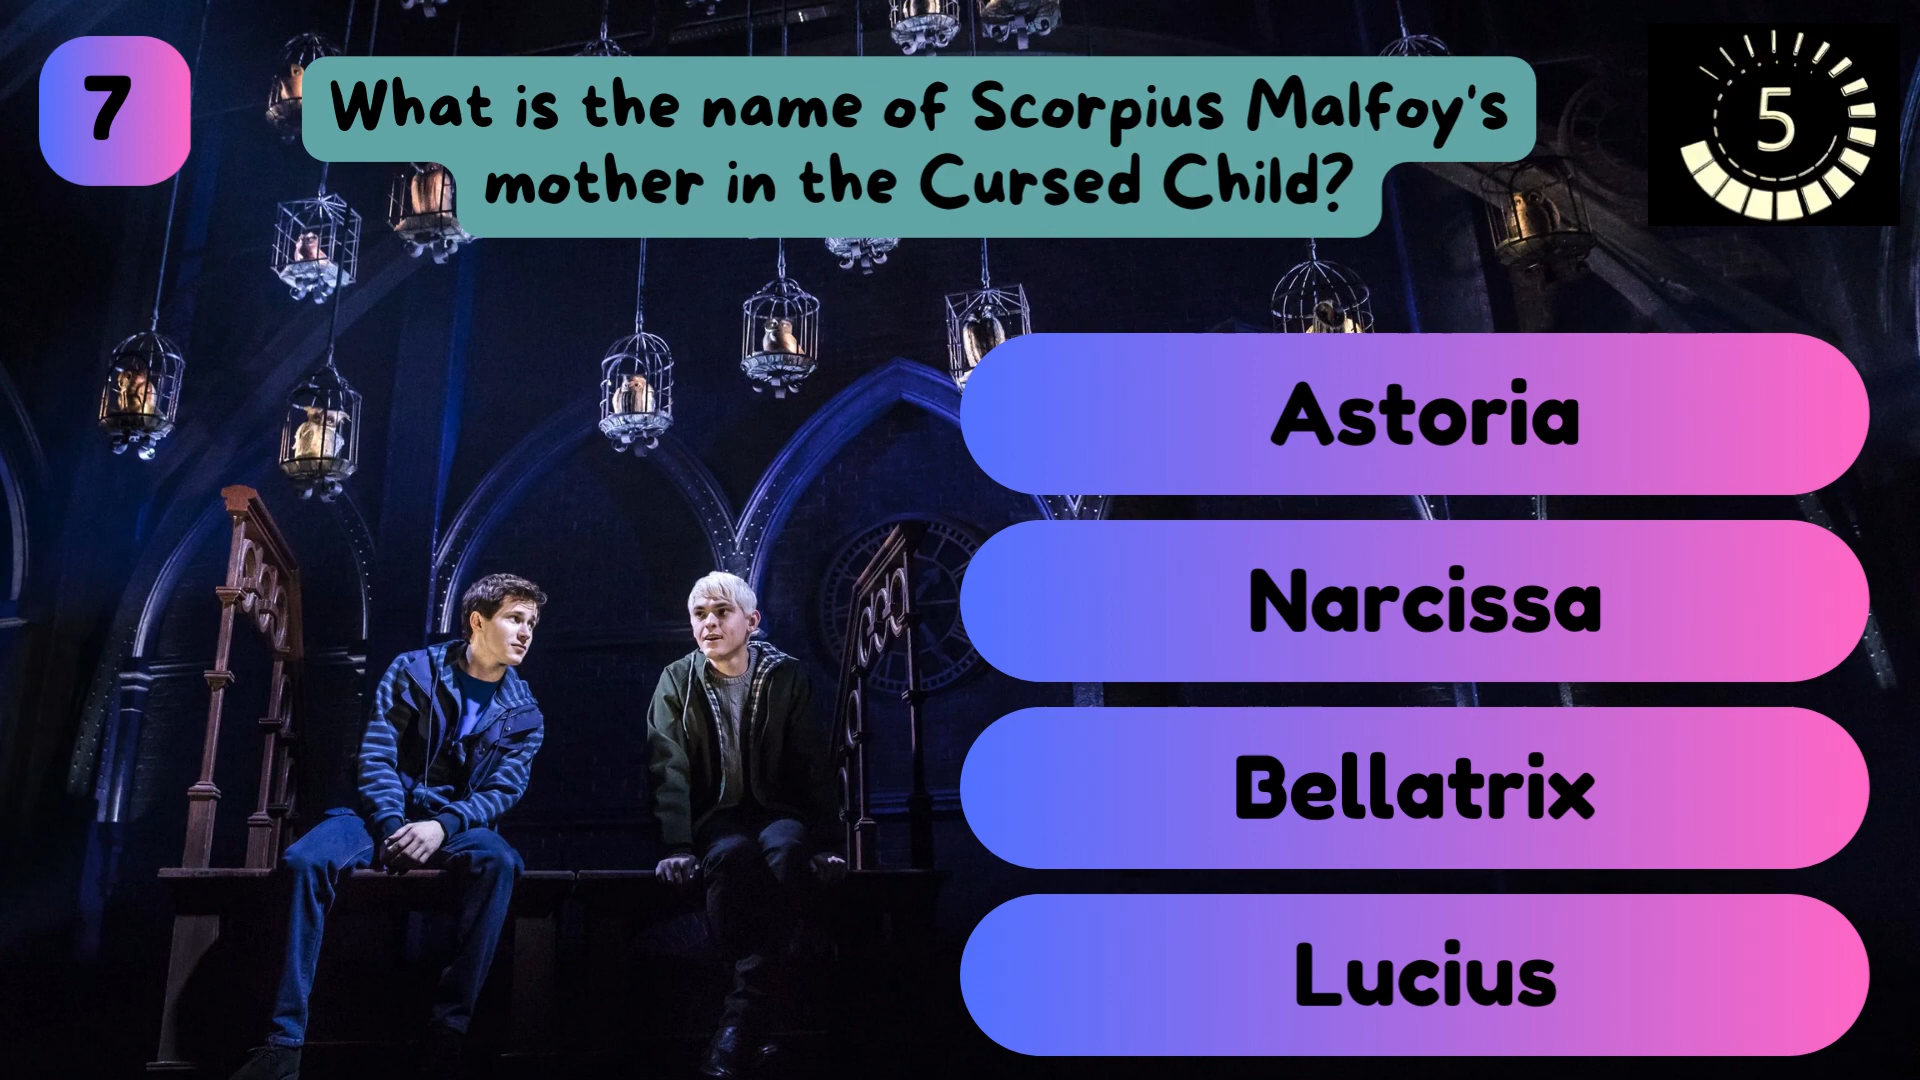 7
What is the name of Scorpius Malfoy's
mother in the Cursed Child?
5
Astoria
Narcissa
Bellatrix
Lucius